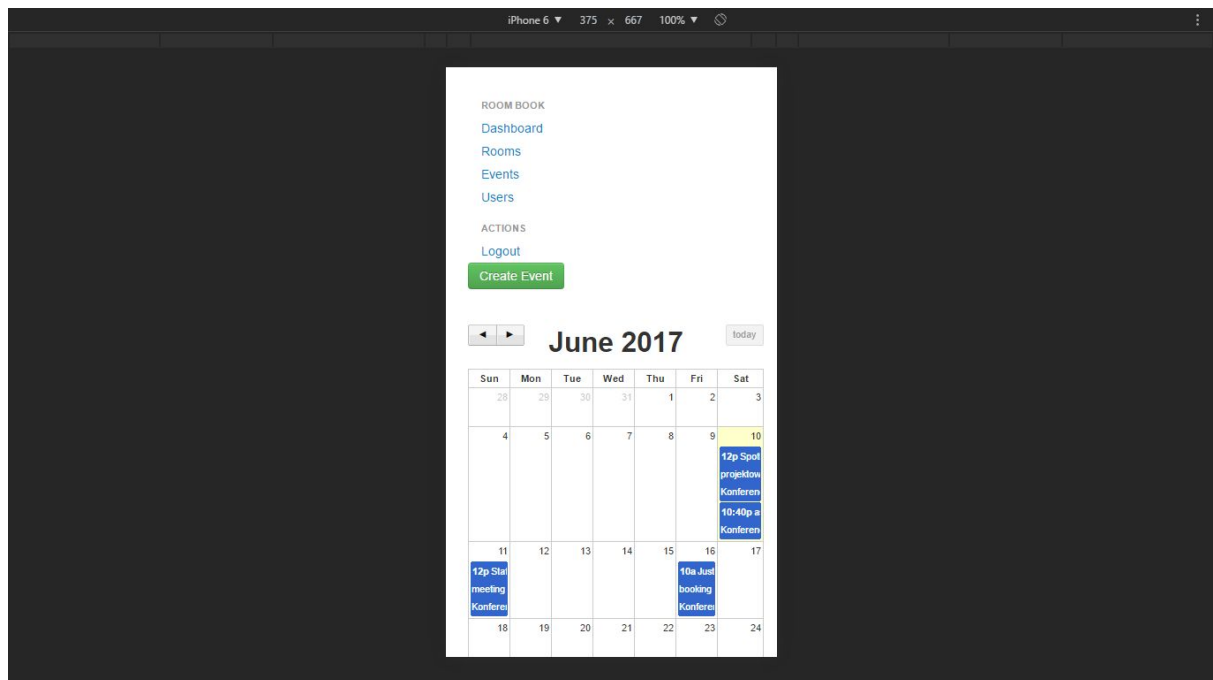 iPhone 6 ▼ 375 × 667 100% ▼
ROOM BOOK
Dashboard
Rooms
Events
Users
ACTIONS
Logout
Create Event
◄ ► June 2017 today
Sun Mon Tue Wed Thu Fri Sat
28 29 30 31 1 2 3
4 5 6 7 8 9 10
12p Spot
projektow
Konferen
10:40p a
Konferen
11 12 13 14 15 16 17
12p Stat 10a Just
meeting booking
Konferen Konferen
18 19 20 21 22 23 24